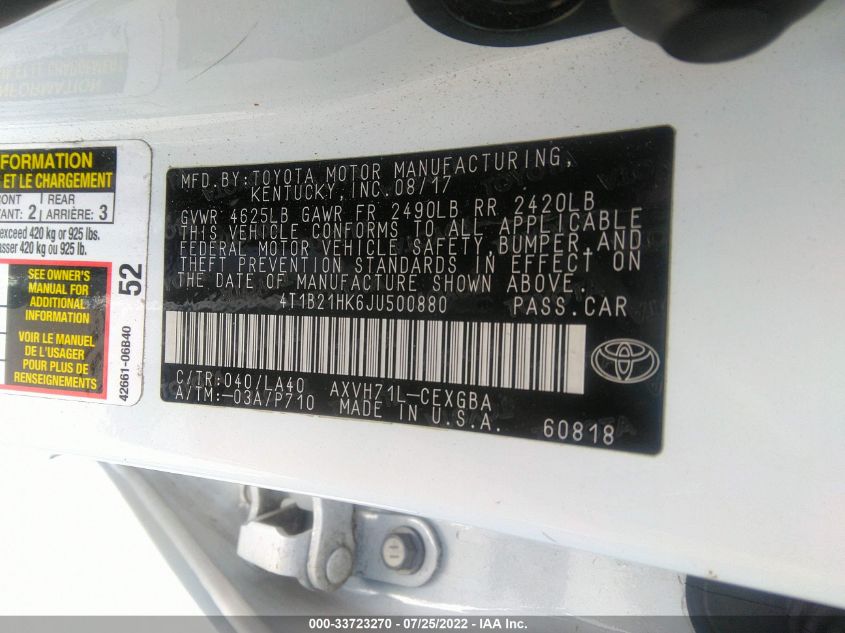 NFORMATION
ET LE CHARGEMENT
REAR
2 ARRIÈRE: 3
exceed 420 kg or 925 lbs.
asser 420 kg ou 925 lb.
SEE OWNER'S
MANUAL FOR
ADDITIONAL
INFORMATION
VOIR LE MANUEL
DE L'USAGER
POUR PLUS DE
RENSEIGNEMENTS
52
42661-06B40
MFD.BY:TOYOTA MOTOR MANUFACTURING,
KENTUCKY,INC.08/17
GVWR 4625LB GAWR FR 2490LB RR 2420LB
THIS VEHICLE CONFORMS TO ALL APPLICABLE
FEDERAL MOTOR VEHICLE SAFETY,BUMPER,AND
THEFT PREVENTION STANDARDS IN EFFECT ON
THE DATE OF MANUFACTURE SHOWN ABOVE.
4T1B21HK6JU500880 PASS.CAR
C/TR:040/LA40 AXVH71L-CEXGBA
A/TM:-03A/P710 MADE IN U.S.A.
60818
000-33723270 - 07/25/2022 - IAA Inc.